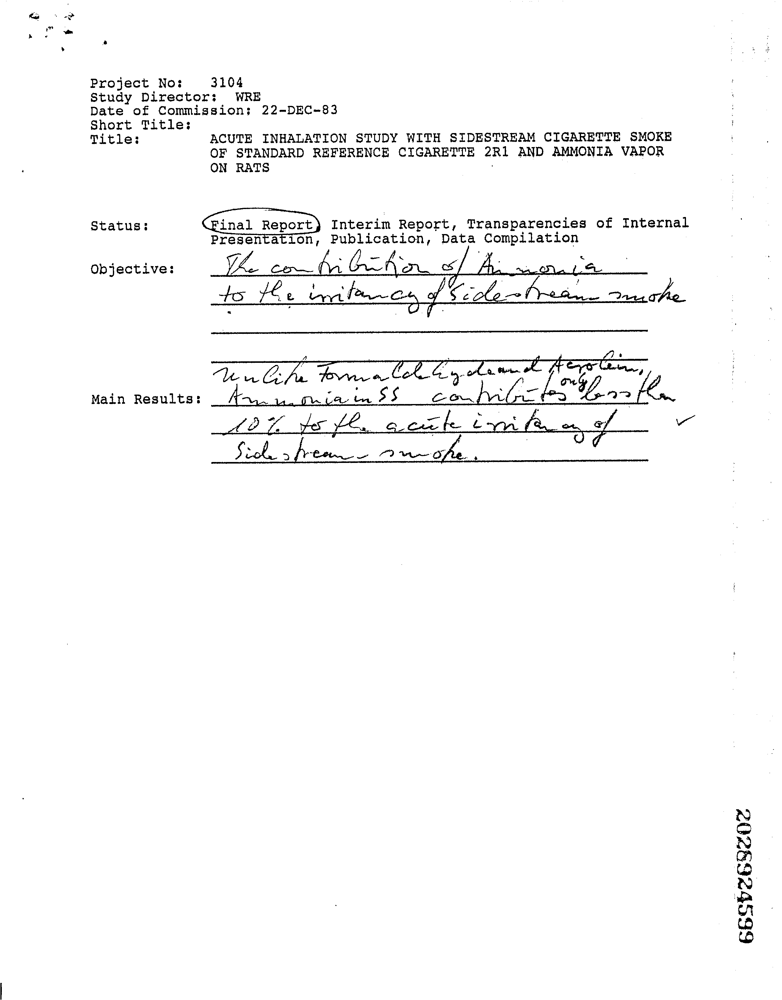 Project No: 3104
Study Director: WRE
Date of Commission: 22-DEC-83
Short Title:
Title: ACUTE INHALATION STUDY WITH SIDESTREAM CIGARETTE SMOKE
OF STANDARD REFERENCE CIGARETTE 2R1 AND AMMONIA VAPOR
ON RATS
Status: Final Report, Interim Report, Transparencies of Internal
Presentation, Publication, Data Compilation
Objective: The contribution of Ammonia
to the irritancy of Sidestream smoke
Unlike Formaldehyde and Acrolein,
only
Main Results: Ammonia in SS contributes less than
10% to the acute irritancy of
Sidestream smoke.
2028924599